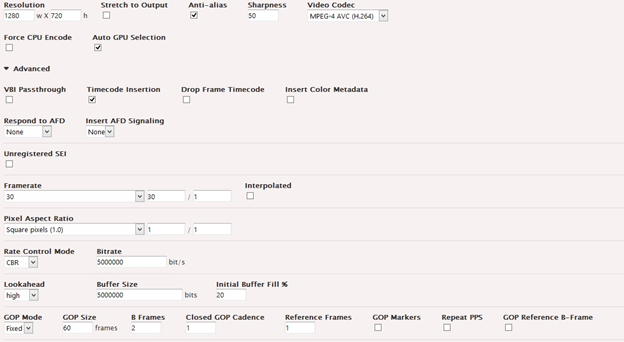 Resolution Stretch to Output Anti-alias Sharpness Video Codec
1280 w X 720 h 50 MPEG-4 AVC (H.264)
Force CPU Encode Auto GPU Selection
Advanced
VBI Passthrough Timecode Insertion Drop Frame Timecode Insert Color Metadata
Respond to AFD Insert AFD Signaling
None None
Unregistered SEI
Framerate Interpolated
30 30 / 1
Pixel Aspect Ratio
Square pixels (1.0) 1 / 1
Rate Control Mode Bitrate
CBR 5000000 bit/s
Lookahead Buffer Size Initial Buffer Fill %
high 5000000 bits 20
GOP Mode GOP Size B Frames Closed GOP Cadence Reference Frames GOP Markers Repeat PPS GOP Reference B-Frame
Fixed 60 frames 2 1 1